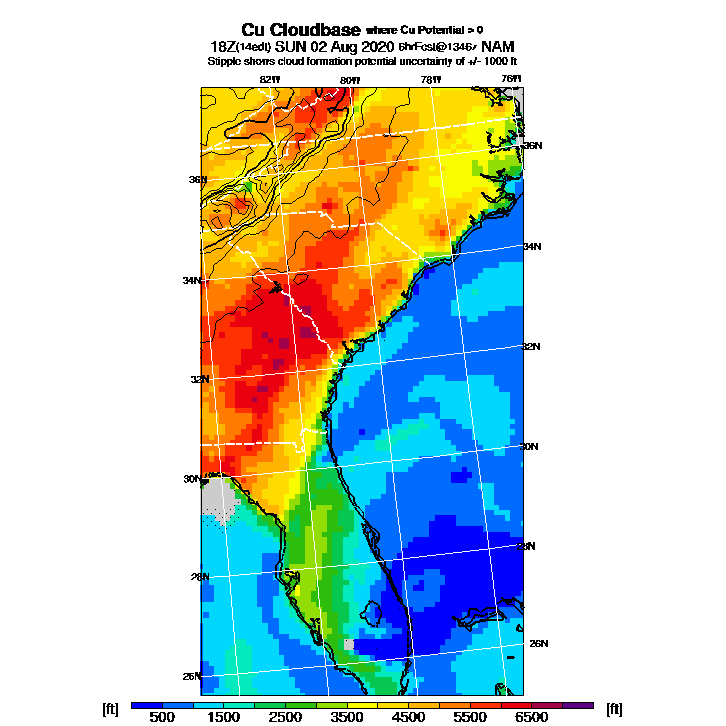 Cu Cloudbase where Cu Potential > 0
18Z(14edt) SUN 02 Aug 2020 6hrFcst@1346z NAM
Stipple shows cloud formation potential uncertainty of +/- 1000 ft
82W 80W 78W 76W
36N
36N
34N
34N
32N
32N
30N
30N
28N
28N
26N
26N
[ft] 500 1500 2500 3500 4500 5500 6500 [ft]